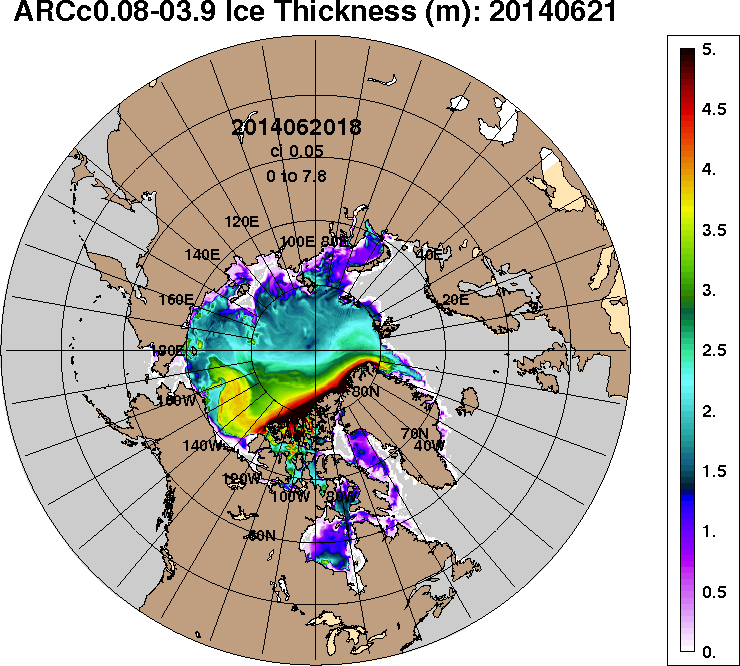 ARCc0.08-03.9 Ice Thickness (m): 20140621
2014062018
ci 0.05
0 to 7.8
120E
100E 80E
140E
40E
160E
20E
180E
160W
80N
140W
70N
40W
120W
100W 80W
60N
5.
4.5
4.
3.5
3.
2.5
2.
1.5
1.
0.5
0.